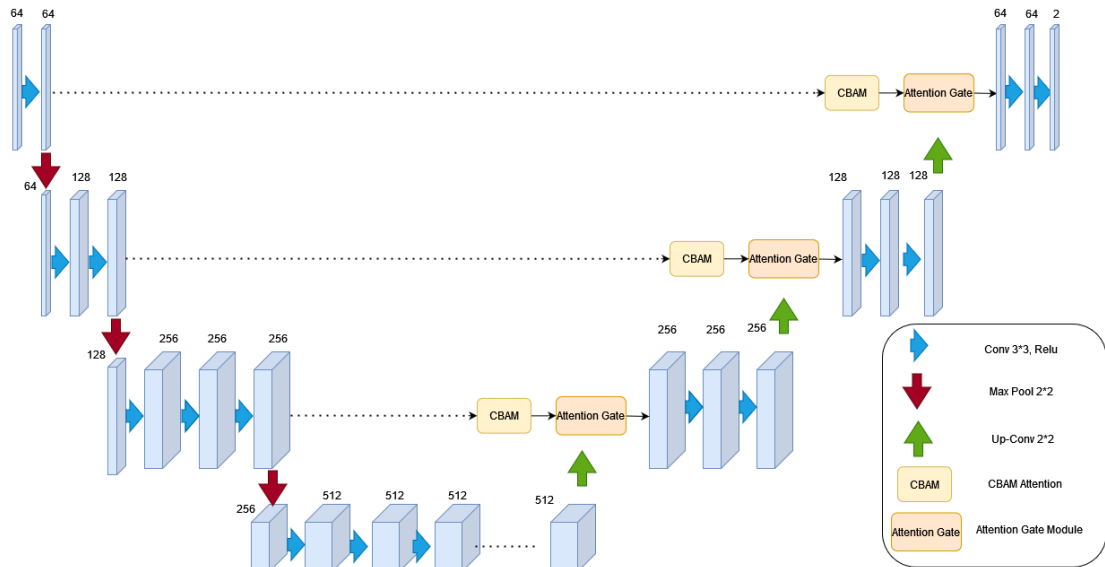 64 64 64 64 2
CBAM Attention Gate
64 128 128 128 128 128
CBAM Attention Gate
128 256 256 256 256 256 256
CBAM Attention Gate
256 512 512 512 512
Conv 3*3, Relu
Max Pool 2*2
Up-Conv 2*2
CBAM CBAM Attention
Attention Gate Attention Gate Module